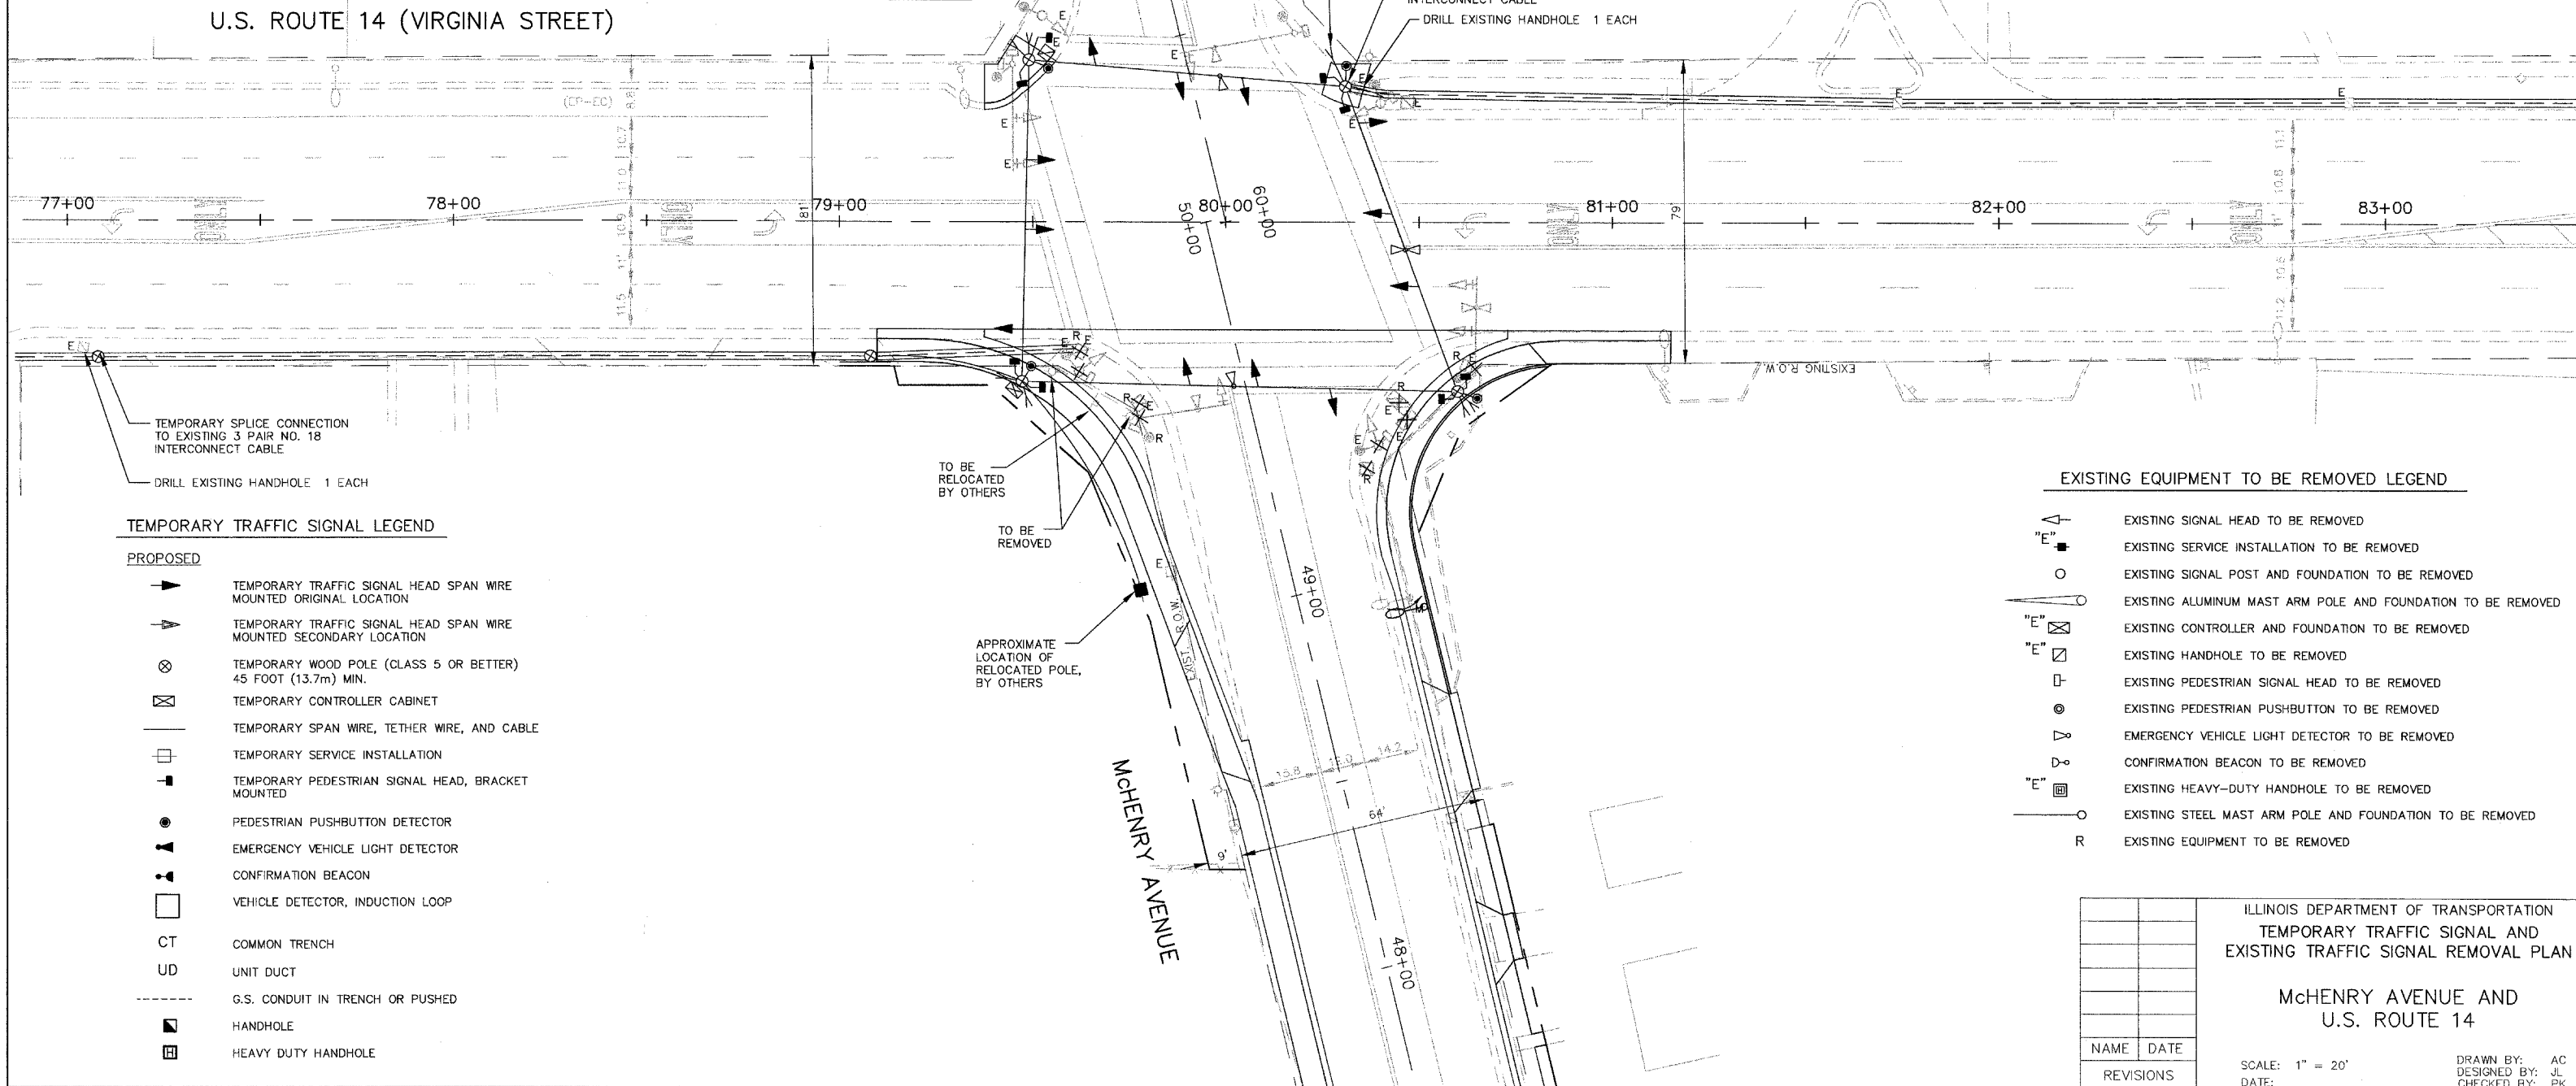 U.S. ROUTE 14 (VIRGINIA STREET)
INTERCONNECT CABLE
DRILL EXISTING HANDHOLE 1 EACH
(EP-EC)
77+00
78+00
79+00
80+00
81+00
82+00
83+00
50+00
60+00
ONLY
ONLY
ONLY
ONLY
81'
79'
EXISTING R.O.W.
TEMPORARY SPLICE CONNECTION
TO EXISTING 3 PAIR NO. 18
INTERCONNECT CABLE
DRILL EXISTING HANDHOLE 1 EACH
TO BE
RELOCATED
BY OTHERS
TO BE
REMOVED
APPROXIMATE
LOCATION OF
RELOCATED POLE,
BY OTHERS
EXIST. R.O.W.
49+00
48+00
14.2
64'
9'
McHENRY AVENUE
TEMPORARY TRAFFIC SIGNAL LEGEND
PROPOSED
TEMPORARY TRAFFIC SIGNAL HEAD SPAN WIRE
MOUNTED ORIGINAL LOCATION
TEMPORARY TRAFFIC SIGNAL HEAD SPAN WIRE
MOUNTED SECONDARY LOCATION
TEMPORARY WOOD POLE (CLASS 5 OR BETTER)
45 FOOT (13.7m) MIN.
TEMPORARY CONTROLLER CABINET
TEMPORARY SPAN WIRE, TETHER WIRE, AND CABLE
TEMPORARY SERVICE INSTALLATION
TEMPORARY PEDESTRIAN SIGNAL HEAD, BRACKET
MOUNTED
PEDESTRIAN PUSHBUTTON DETECTOR
EMERGENCY VEHICLE LIGHT DETECTOR
CONFIRMATION BEACON
VEHICLE DETECTOR, INDUCTION LOOP
CT COMMON TRENCH
UD UNIT DUCT
G.S. CONDUIT IN TRENCH OR PUSHED
HANDHOLE
H HEAVY DUTY HANDHOLE
EXISTING EQUIPMENT TO BE REMOVED LEGEND
EXISTING SIGNAL HEAD TO BE REMOVED
"E" EXISTING SERVICE INSTALLATION TO BE REMOVED
EXISTING SIGNAL POST AND FOUNDATION TO BE REMOVED
EXISTING ALUMINUM MAST ARM POLE AND FOUNDATION TO BE REMOVED
"E" EXISTING CONTROLLER AND FOUNDATION TO BE REMOVED
"E" EXISTING HANDHOLE TO BE REMOVED
EXISTING PEDESTRIAN SIGNAL HEAD TO BE REMOVED
EXISTING PEDESTRIAN PUSHBUTTON TO BE REMOVED
EMERGENCY VEHICLE LIGHT DETECTOR TO BE REMOVED
CONFIRMATION BEACON TO BE REMOVED
"E" H EXISTING HEAVY-DUTY HANDHOLE TO BE REMOVED
EXISTING STEEL MAST ARM POLE AND FOUNDATION TO BE REMOVED
R EXISTING EQUIPMENT TO BE REMOVED
ILLINOIS DEPARTMENT OF TRANSPORTATION
TEMPORARY TRAFFIC SIGNAL AND
EXISTING TRAFFIC SIGNAL REMOVAL PLAN
McHENRY AVENUE AND
U.S. ROUTE 14
NAME DATE
REVISIONS
SCALE: 1" = 20'
DATE:
DRAWN BY: AC
DESIGNED BY: JL
CHECKED BY: